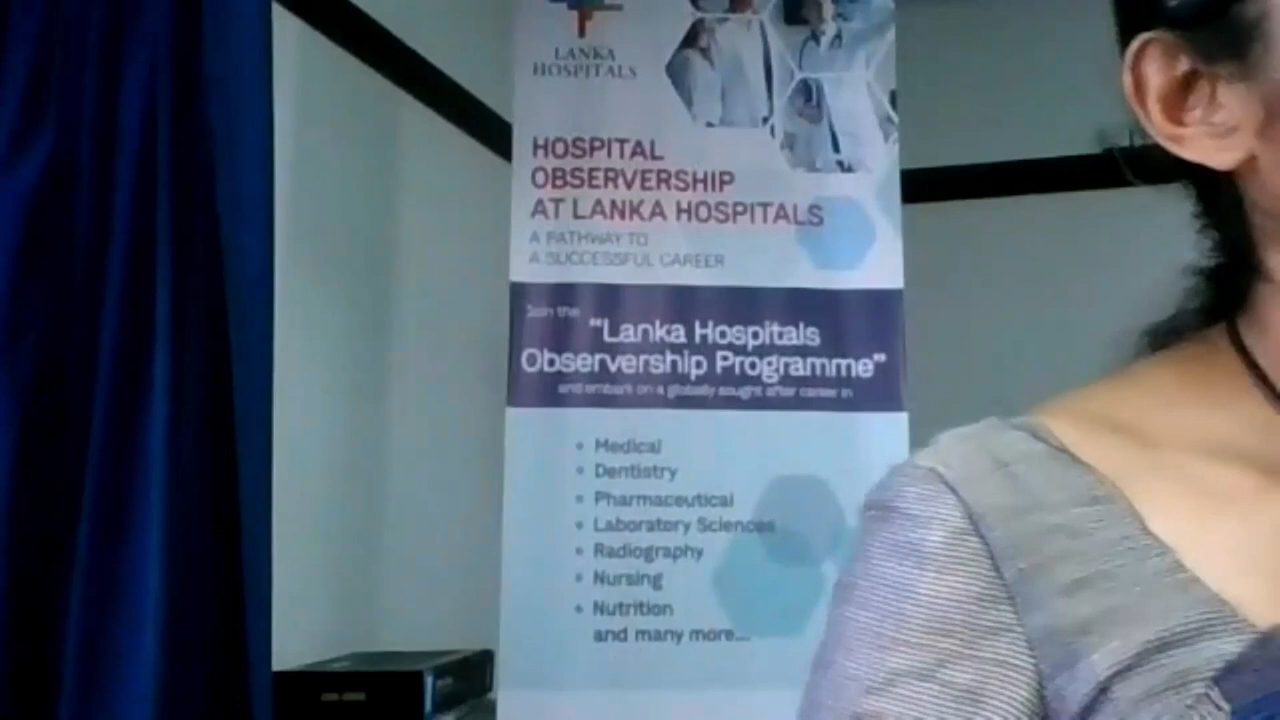 LANKA
HOSPITALS
HOSPITAL
OBSERVERSHIP
AT LANKA HOSPITALS
A PATHWAY TO
A SUCCESSFUL CAREER
Join the
“Lanka Hospitals
Observership Programme”
and embark on a globally sought after career in
• Medical
• Dentistry
• Pharmaceutical
• Laboratory Sciences
• Radiography
• Nursing
• Nutrition
and many more...